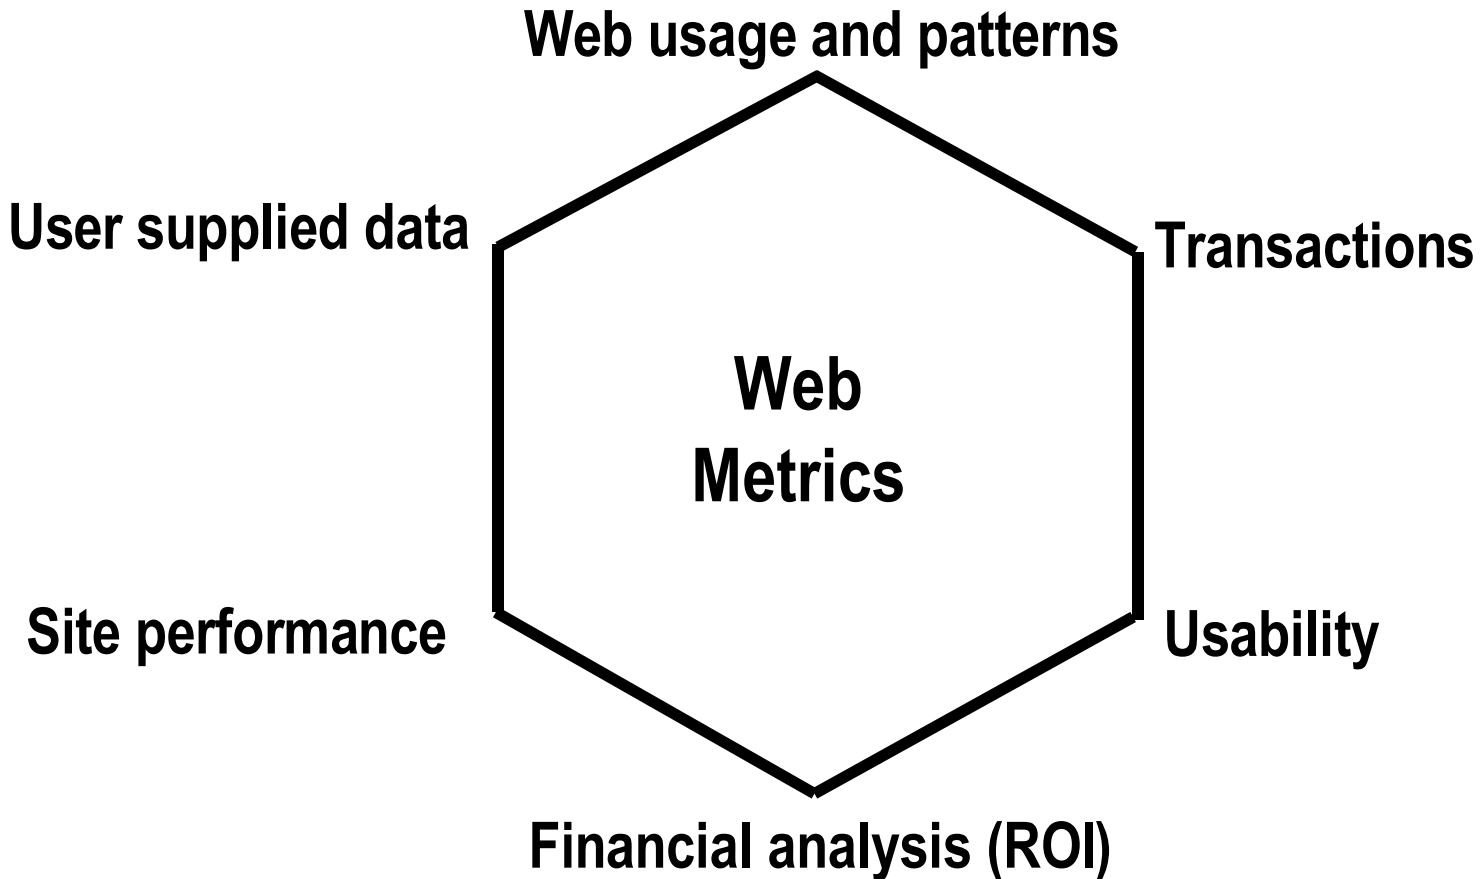 Web usage and patterns
User supplied data
Transactions
Web
Metrics
Site performance
Usability
Financial analysis (ROI)